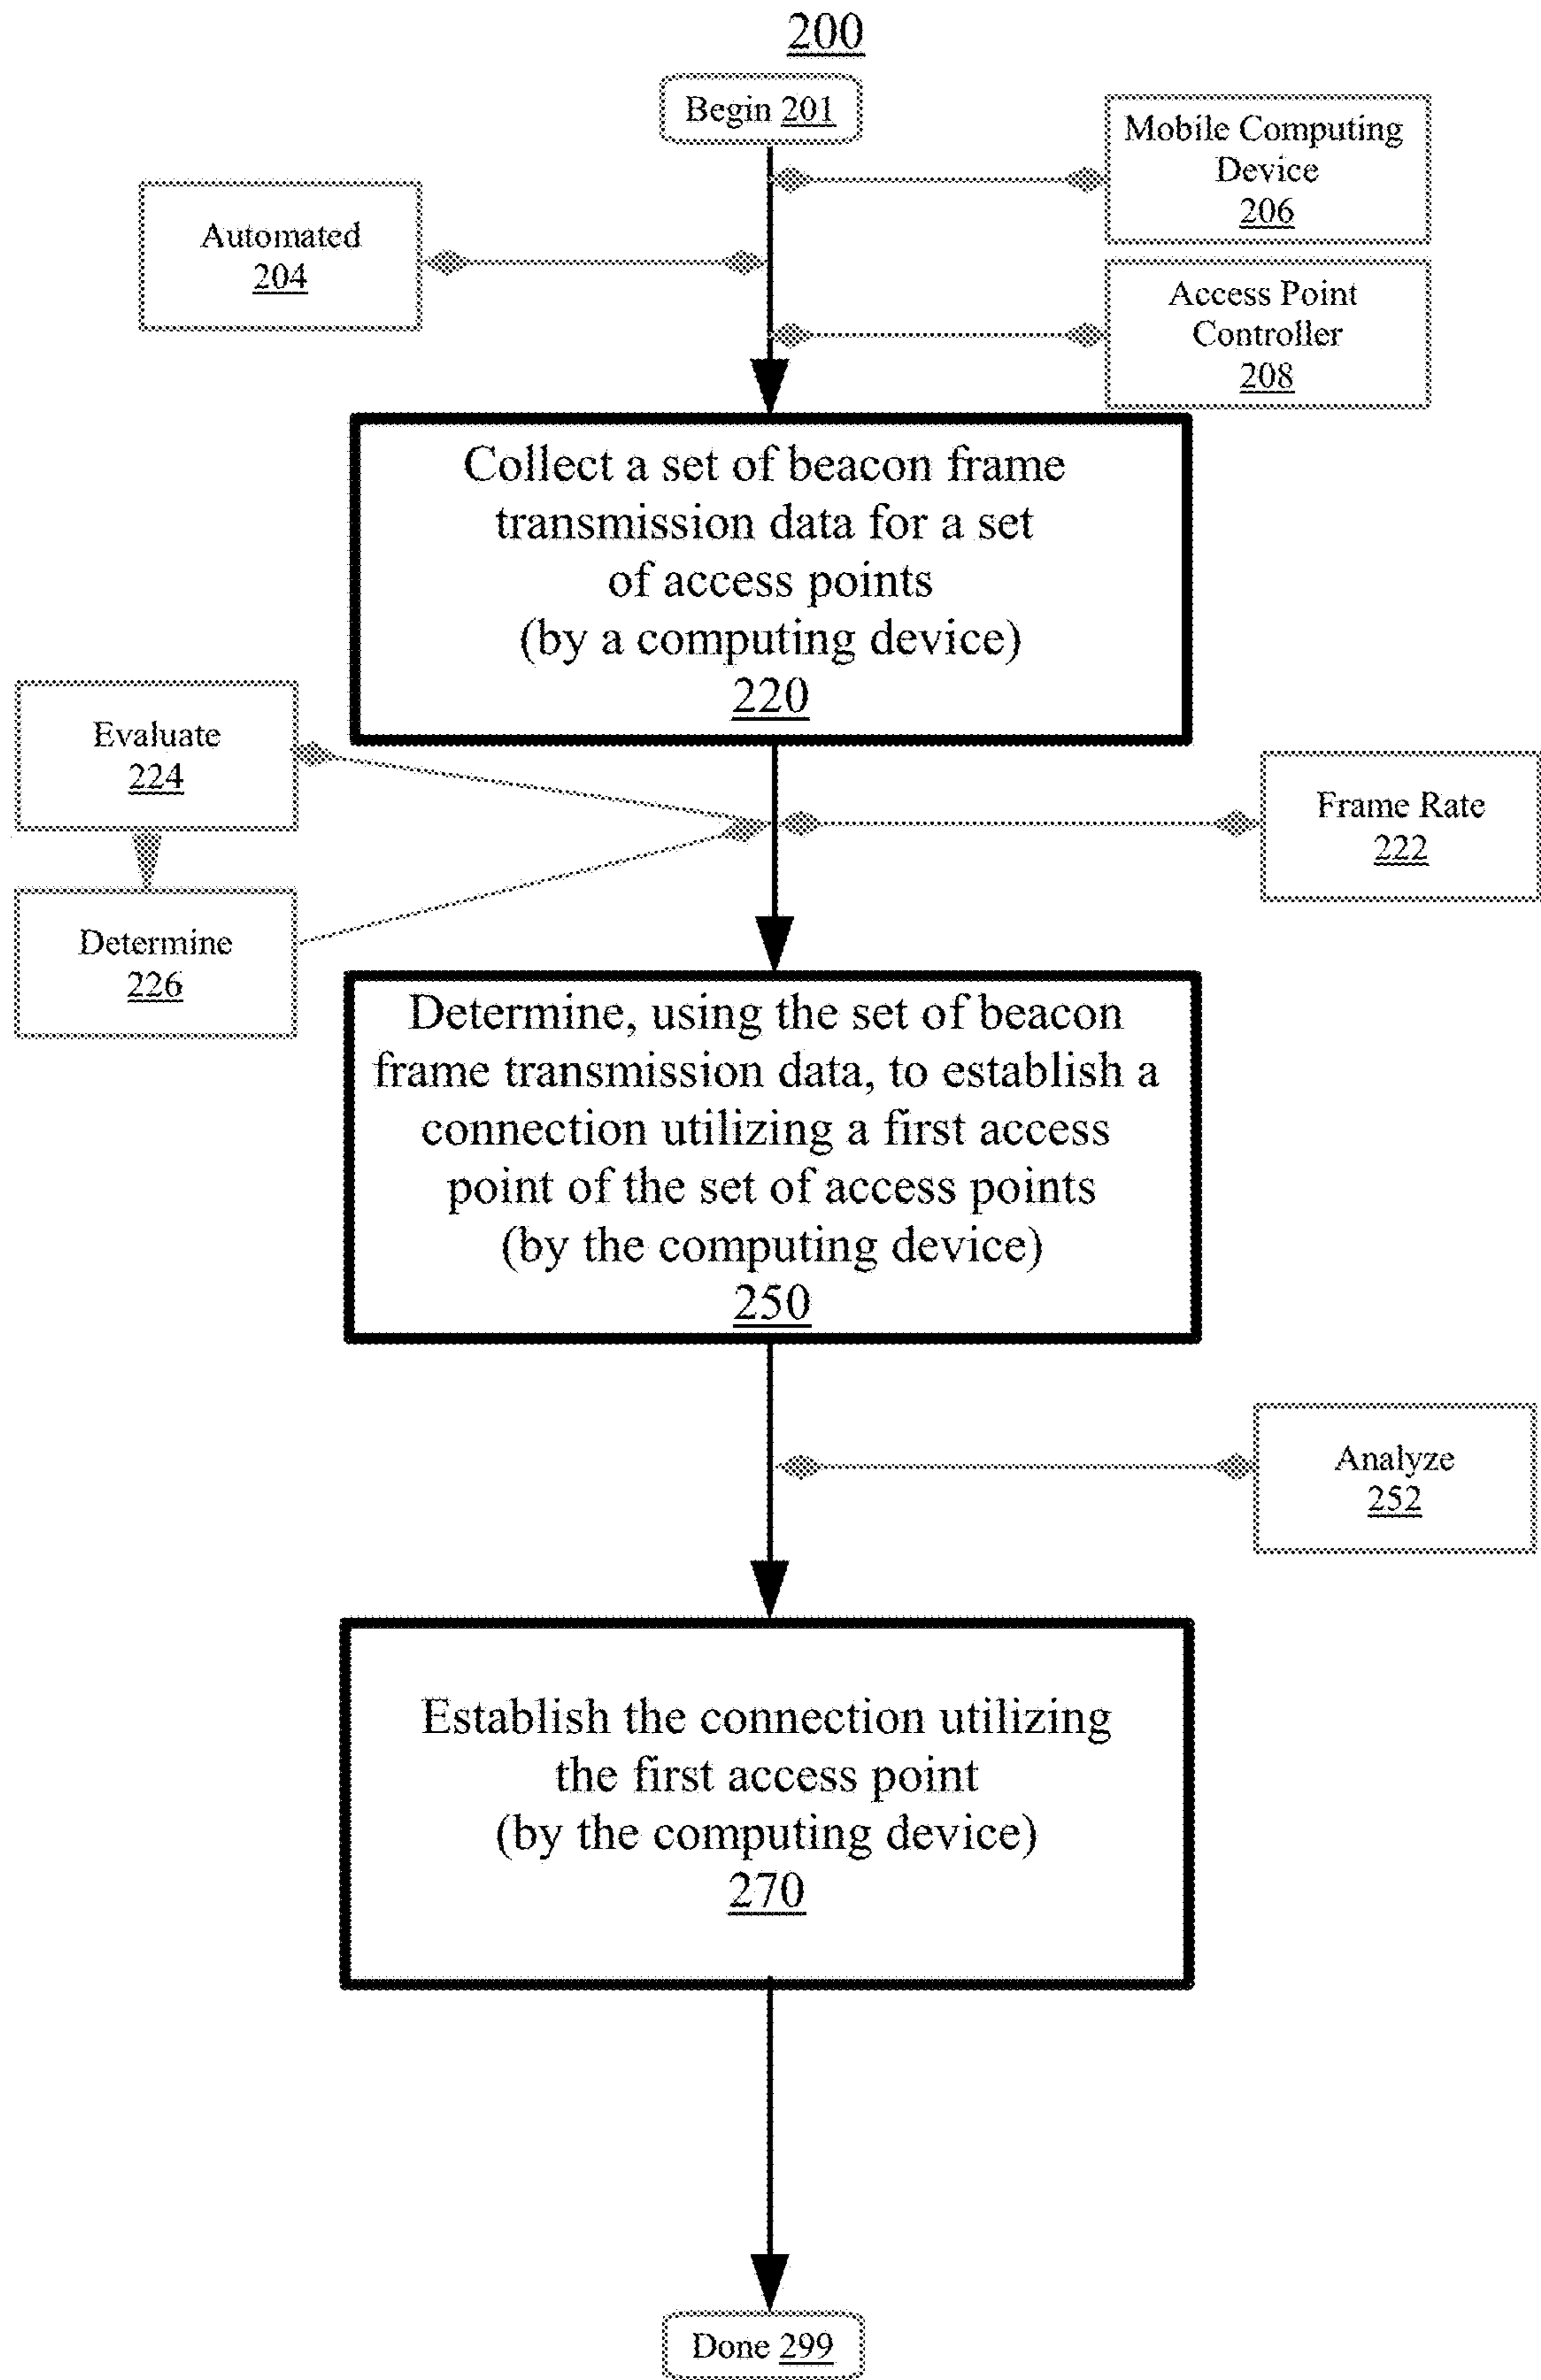 200
Begin 201
Mobile Computing
Device
206
Automated
204
Access Point
Controller
208
Collect a set of beacon frame
transmission data for a set
of access points
(by a computing device)
220
Evaluate
224
Frame Rate
222
Determine
226
Determine, using the set of beacon
frame transmission data, to establish a
connection utilizing a first access
point of the set of access points
(by the computing device)
250
Analyze
252
Establish the connection utilizing
the first access point
(by the computing device)
270
Done 299